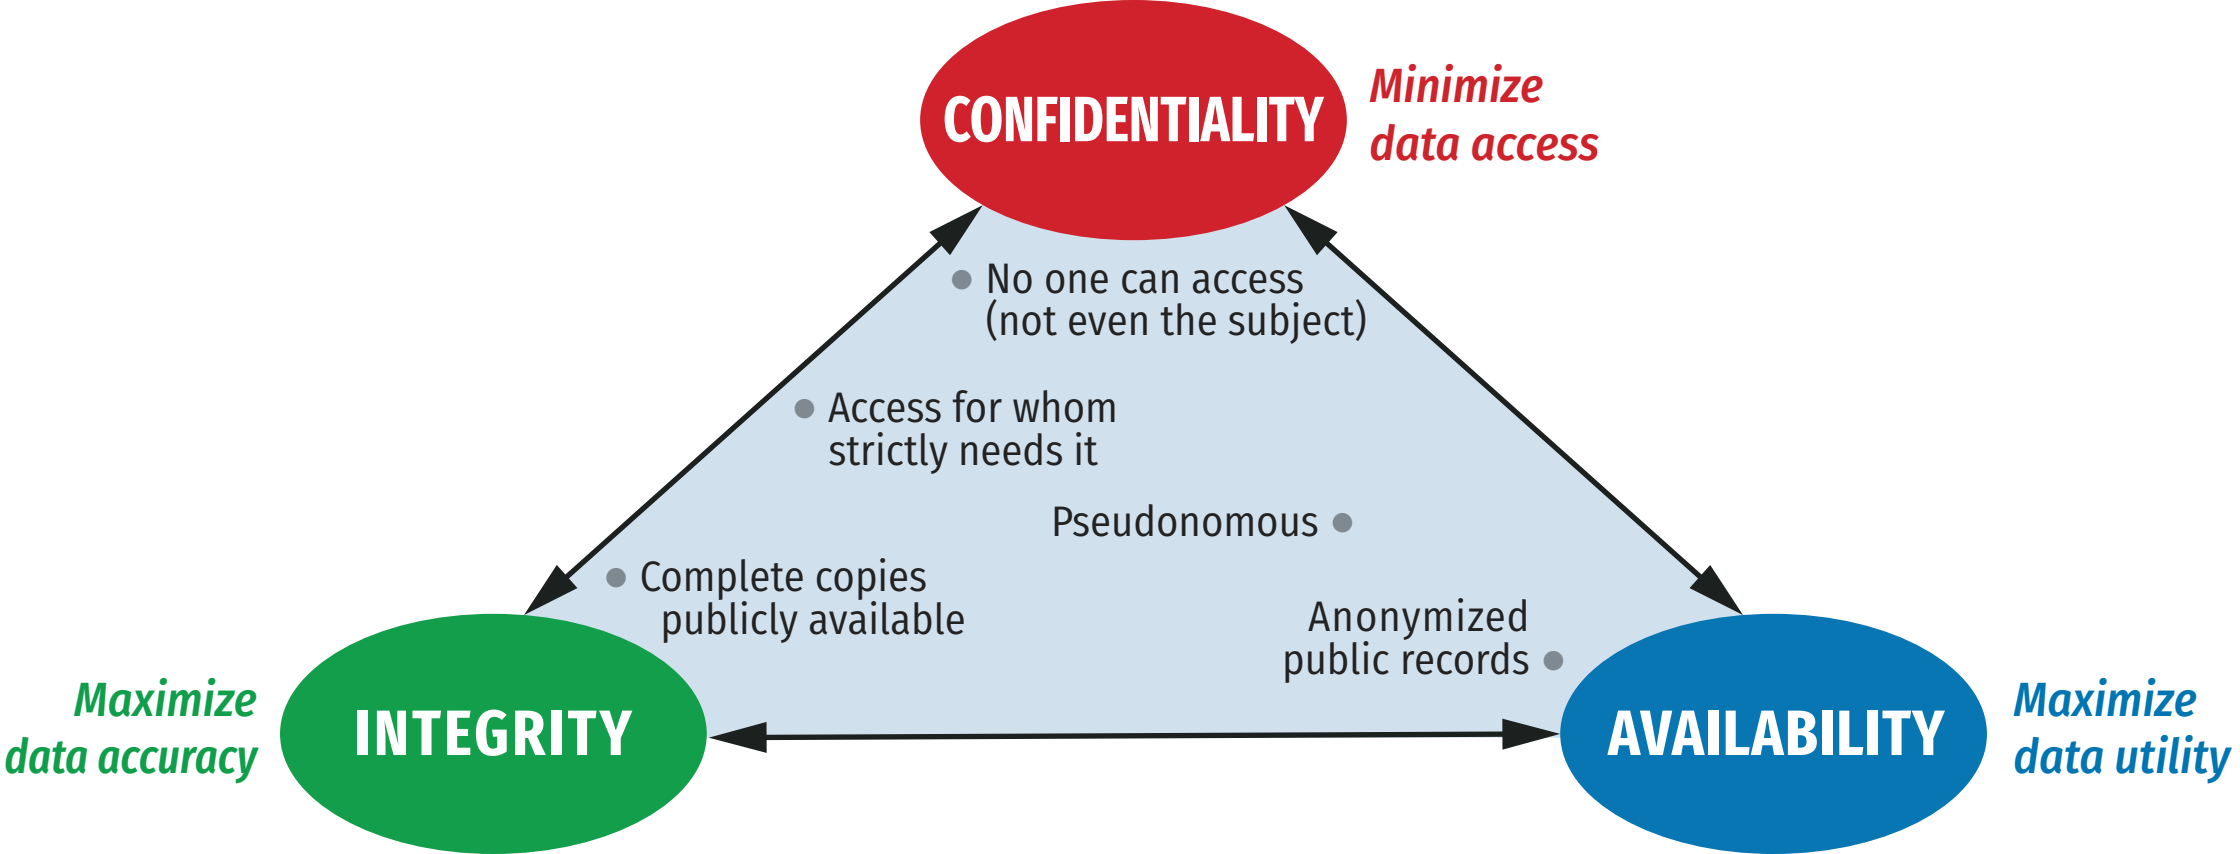 CONFIDENTIALITY
Minimize
data access
No one can access
(not even the subject)
Access for whom
strictly needs it
Pseudonomous
Complete copies
publicly available
Anonymized
public records
Maximize
data accuracy
INTEGRITY
AVAILABILITY
Maximize
data utility